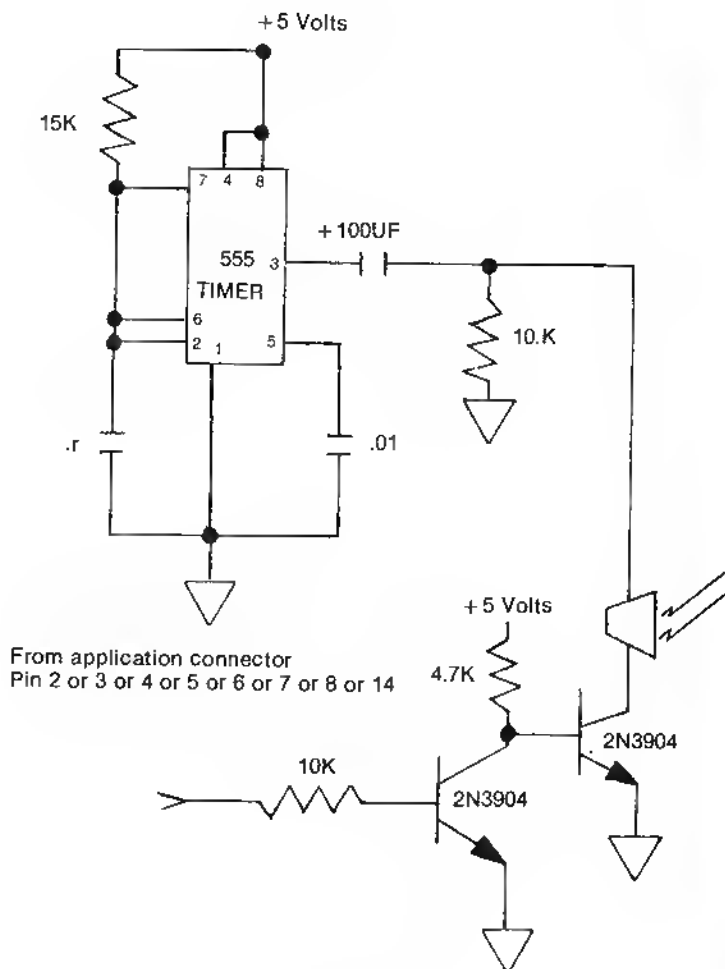 +5 Volts
15K
7 4 8
+100UF
555
3
TIMER
6
2
1
5
10.K
.r
.01
+5 Volts
From application connector
Pin 2 or 3 or 4 or 5 or 6 or 7 or 8 or 14
4.7K
2N3904
10K
2N3904